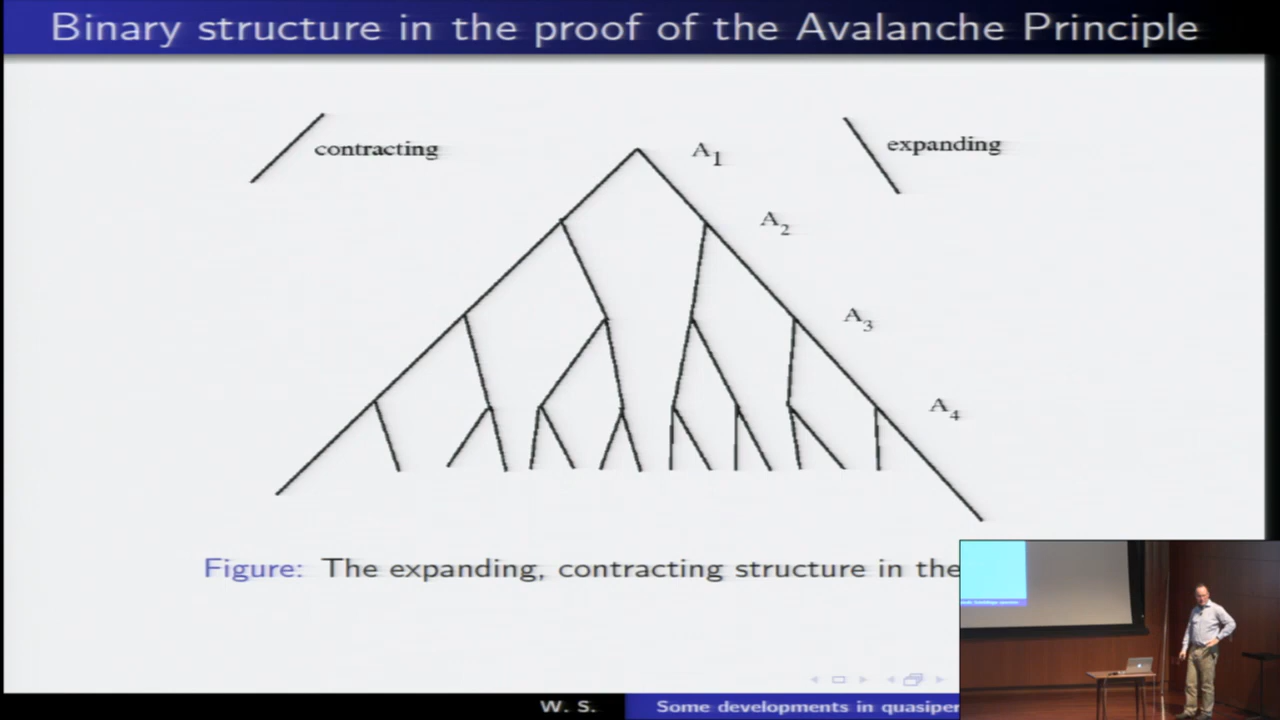 Binary structure in the proof of the Avalanche Principle
contracting
A1
expanding
A2
A3
A4
Figure: The expanding, contracting structure in the
W. S.
Some developments in quasiper